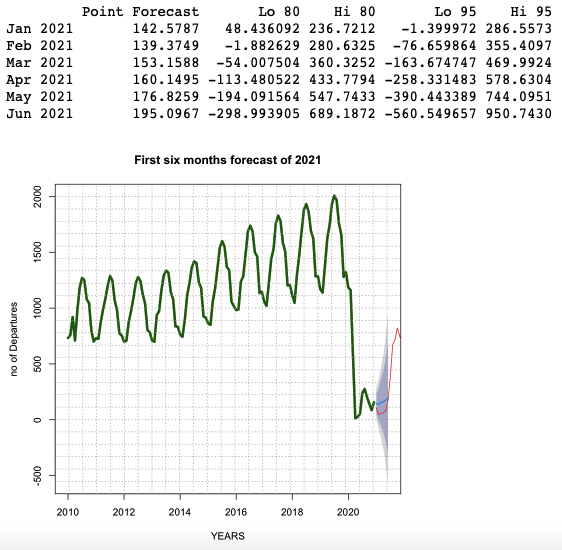 Point Forecast Lo 80 Hi 80 Lo 95 Hi 95
Jan 2021 142.5787 48.436092 236.7212 -1.399972 286.5573
Feb 2021 139.3749 -1.882629 280.6325 -76.659864 355.4097
Mar 2021 153.1588 -54.007504 360.3252 -163.674747 469.9924
Apr 2021 160.1495 -113.480522 433.7794 -258.331483 578.6304
May 2021 176.8259 -194.091564 547.7433 -390.443389 744.0951
Jun 2021 195.0967 -298.993905 689.1872 -560.549657 950.7430
First six months forecast of 2021
no of Departures
2000
1500
1000
500
0
-500
2010 2012 2014 2016 2018 2020
YEARS